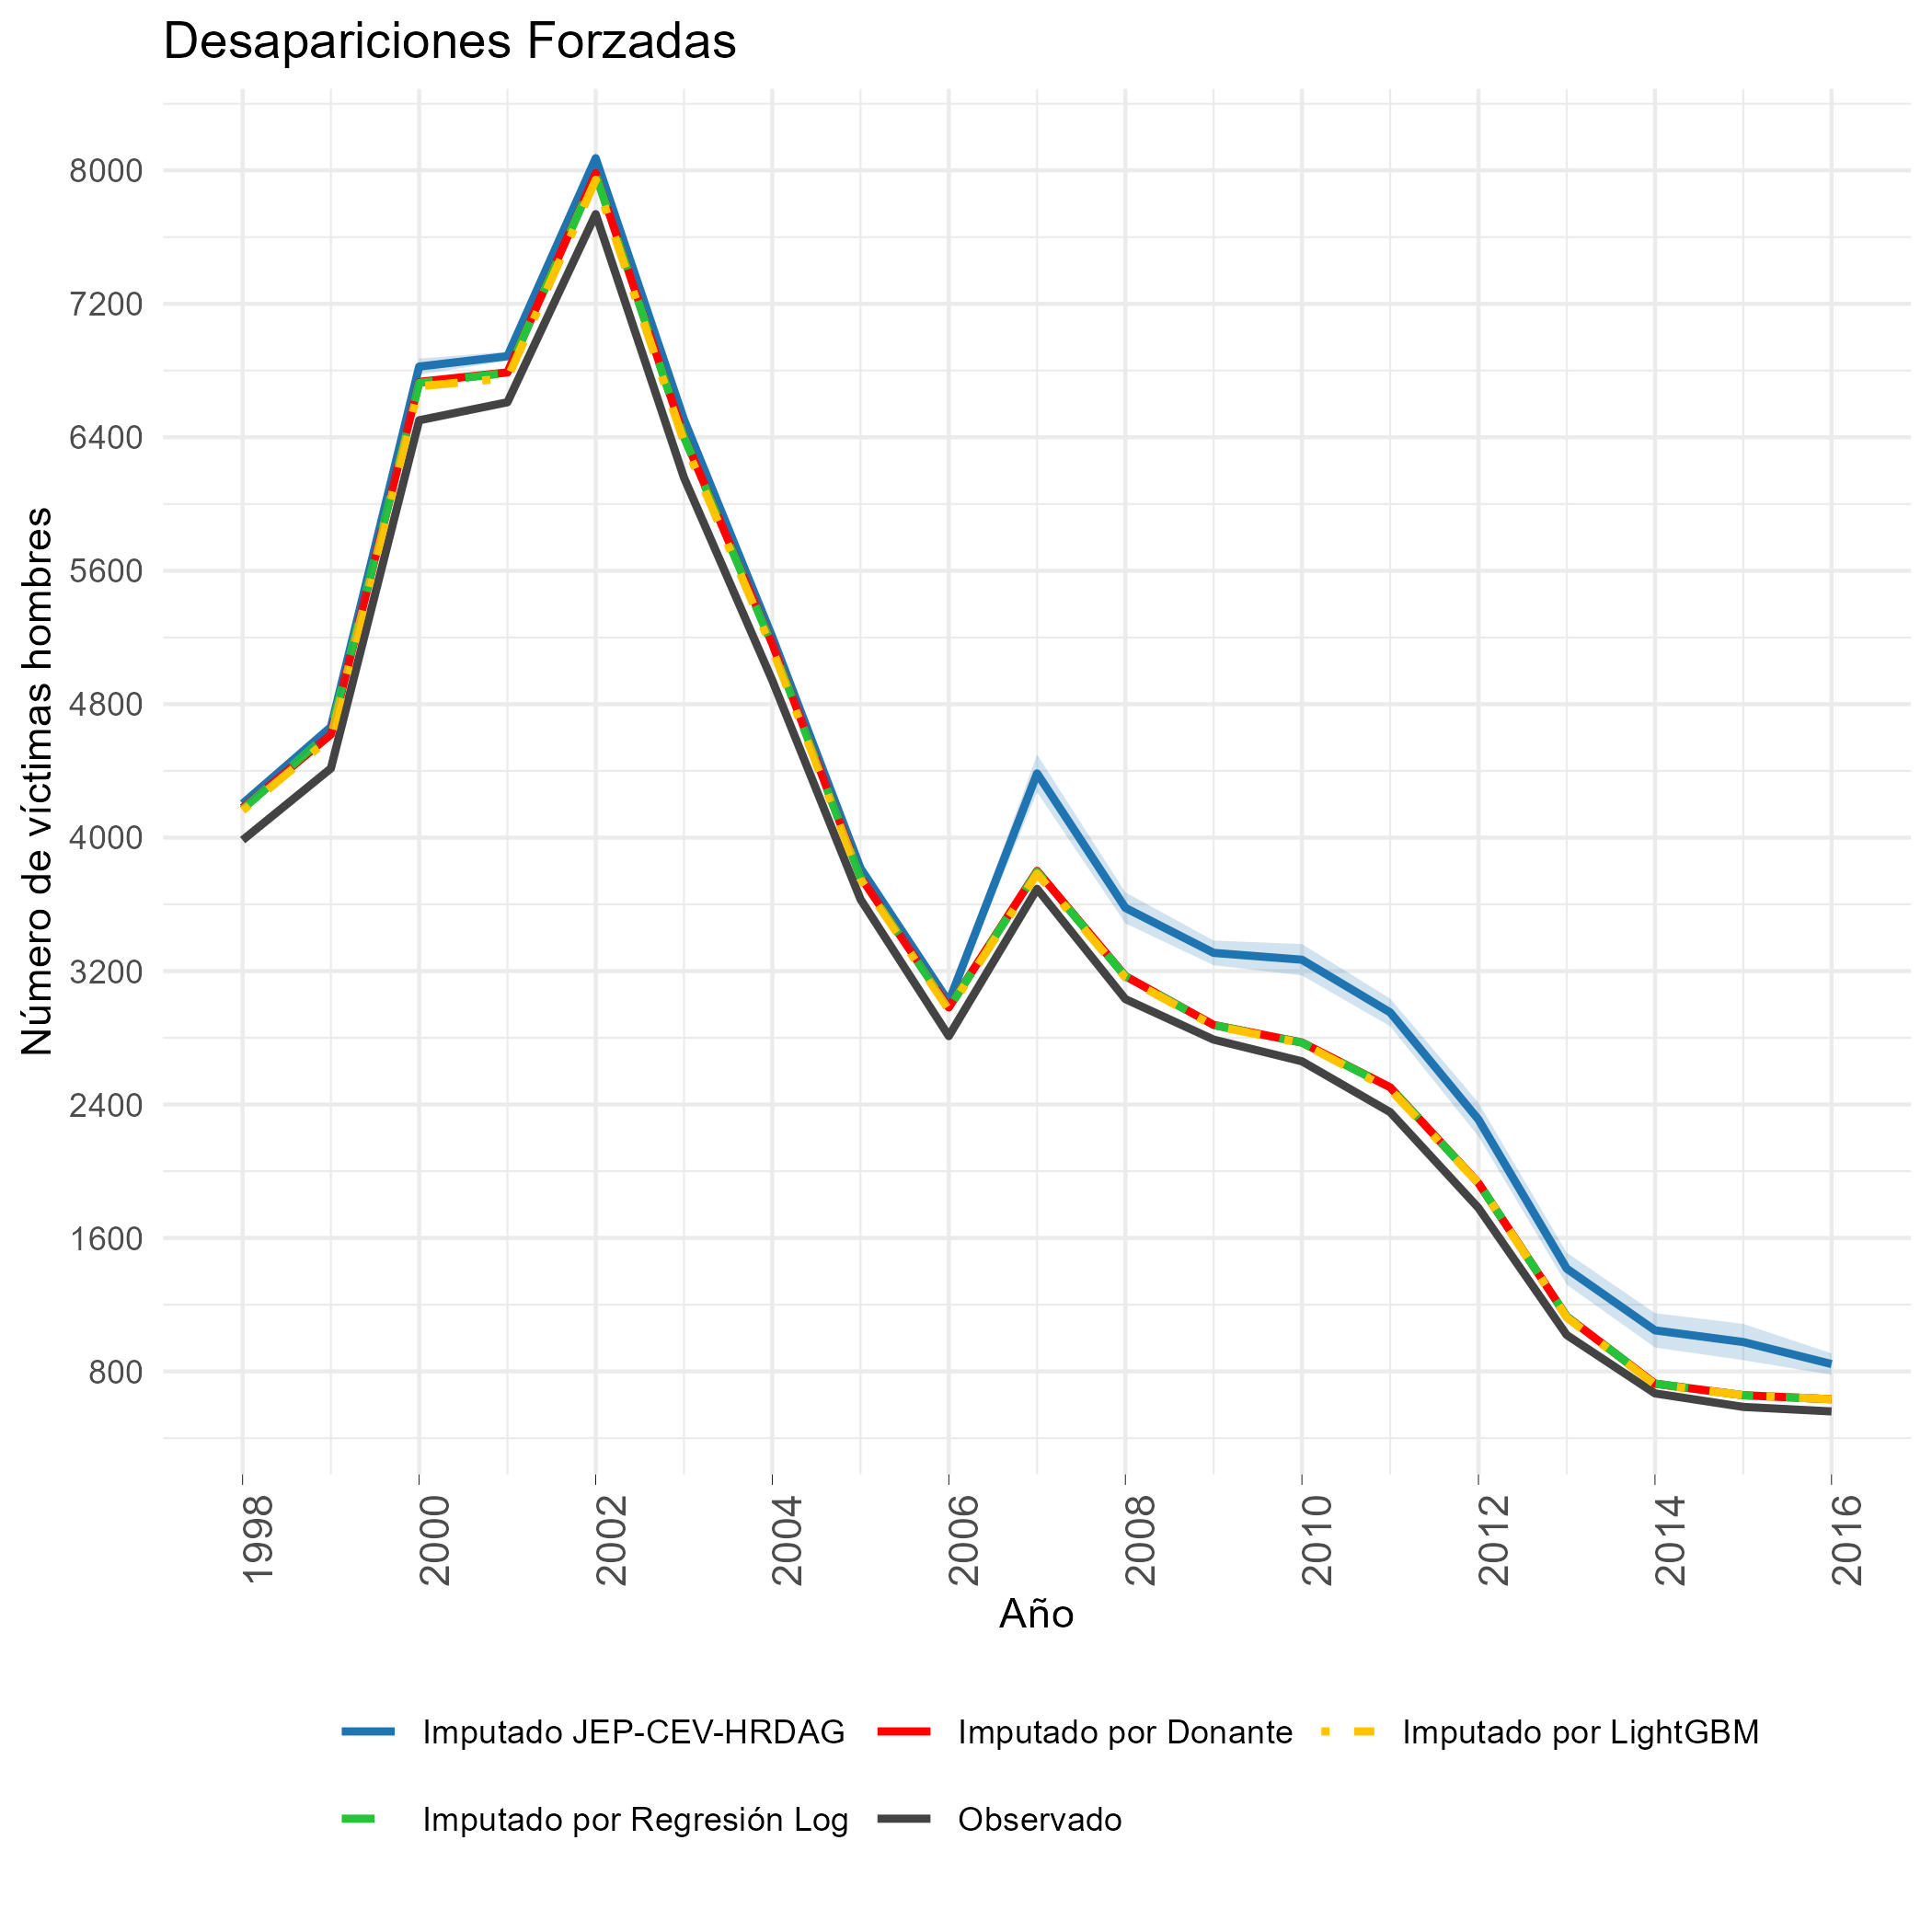 Desapariciones Forzadas
Número de víctimas hombres
8000
7200
6400
5600
4800
4000
3200
2400
1600
800
1998
2000
2002
2004
2006
2008
2010
2012
2014
2016
Año
Imputado JEP-CEV-HRDAG
Imputado por Donante
Imputado por LightGBM
Imputado por Regresión Log
Observado